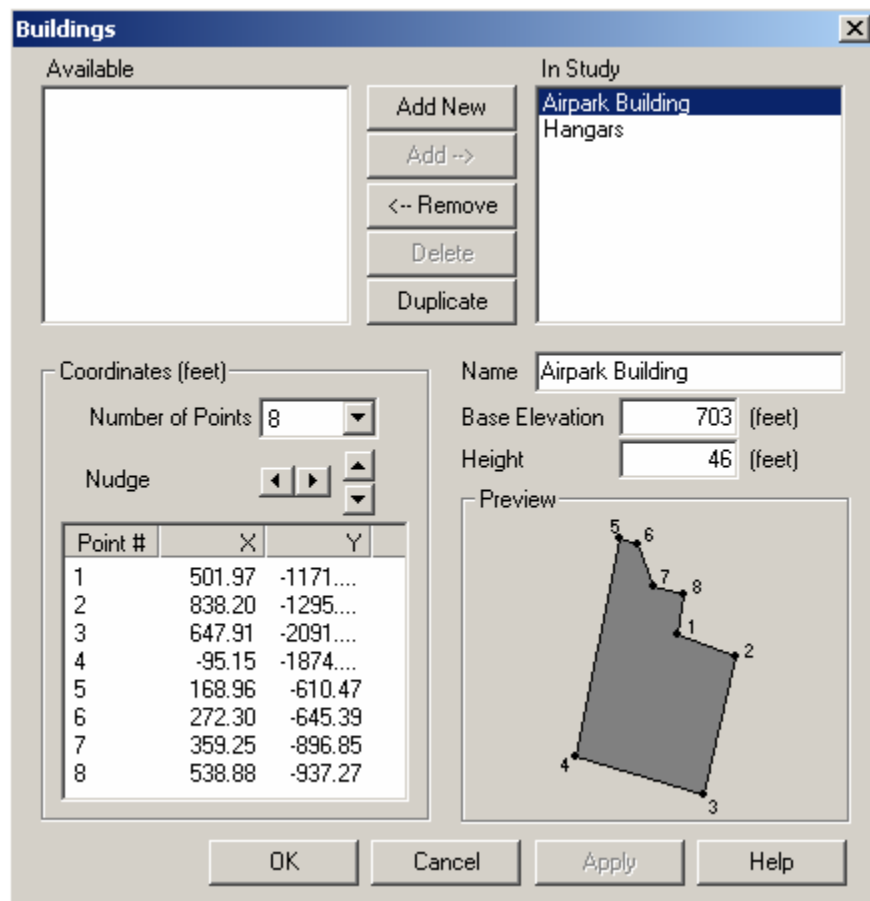 Buildings
Available
In Study
Add New
Add -->
<-- Remove
Delete
Duplicate
Airpark Building
Hangars
Coordinates (feet)
Number of Points 8
Nudge
Point # X Y
1 501.97 -1171....
2 838.20 -1295....
3 647.91 -2091....
4 -95.15 -1874....
5 168.96 -610.47
6 272.30 -645.39
7 359.25 -896.85
8 538.88 -937.27
Name Airpark Building
Base Elevation 703 (feet)
Height 46 (feet)
Preview
5 6
7 8
1
2
4
3
OK Cancel Apply Help